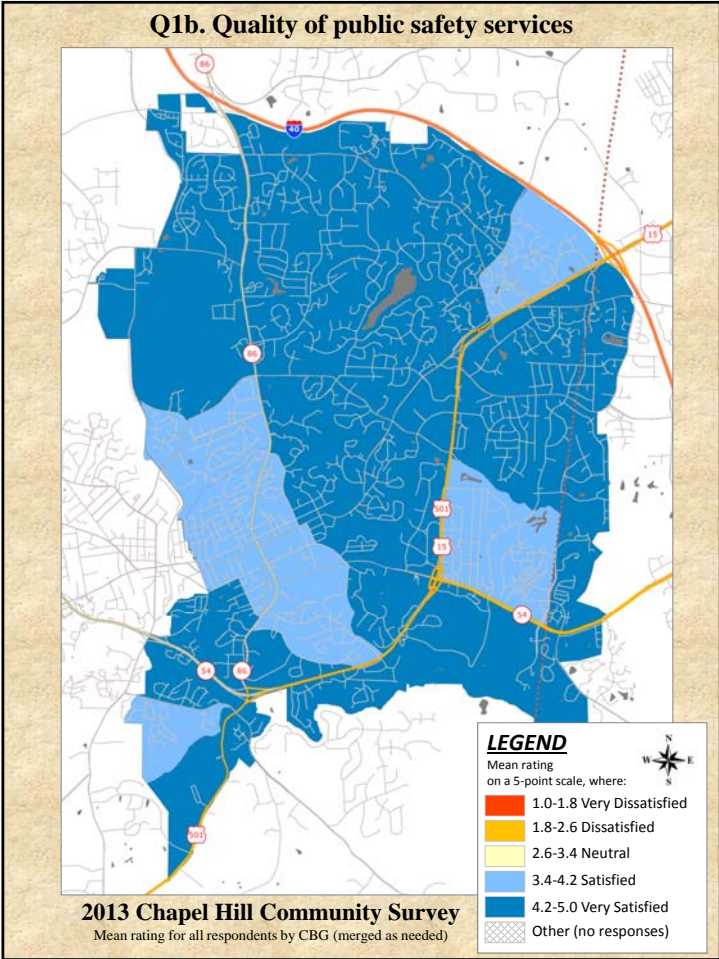 Q1b. Quality of public safety services
86
40
15
86
501
15
54
54
86
501
LEGEND
N
W E
S
Mean rating
on a 5-point scale, where:
1.0-1.8 Very Dissatisfied
1.8-2.6 Dissatisfied
2.6-3.4 Neutral
3.4-4.2 Satisfied
4.2-5.0 Very Satisfied
Other (no responses)
2013 Chapel Hill Community Survey
Mean rating for all respondents by CBG (merged as needed)